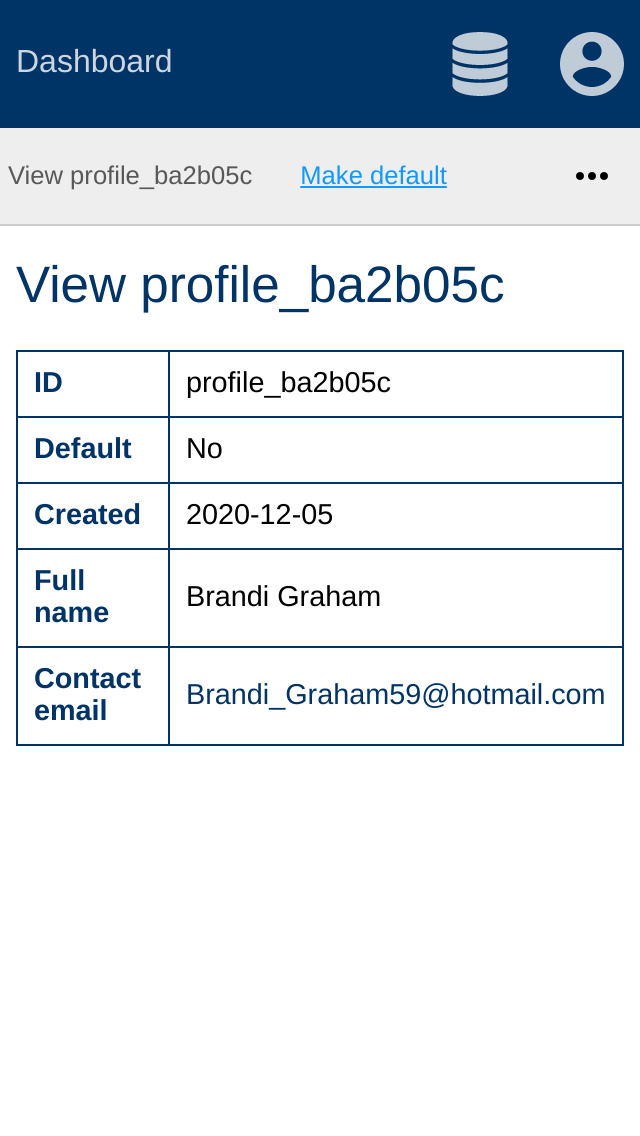 Dashboard
View profile_ba2b05c Make default
View profile_ba2b05c
ID profile_ba2b05c
Default No
Created 2020-12-05
Full
name
Brandi Graham
Contact
email
Brandi_Graham59@hotmail.com